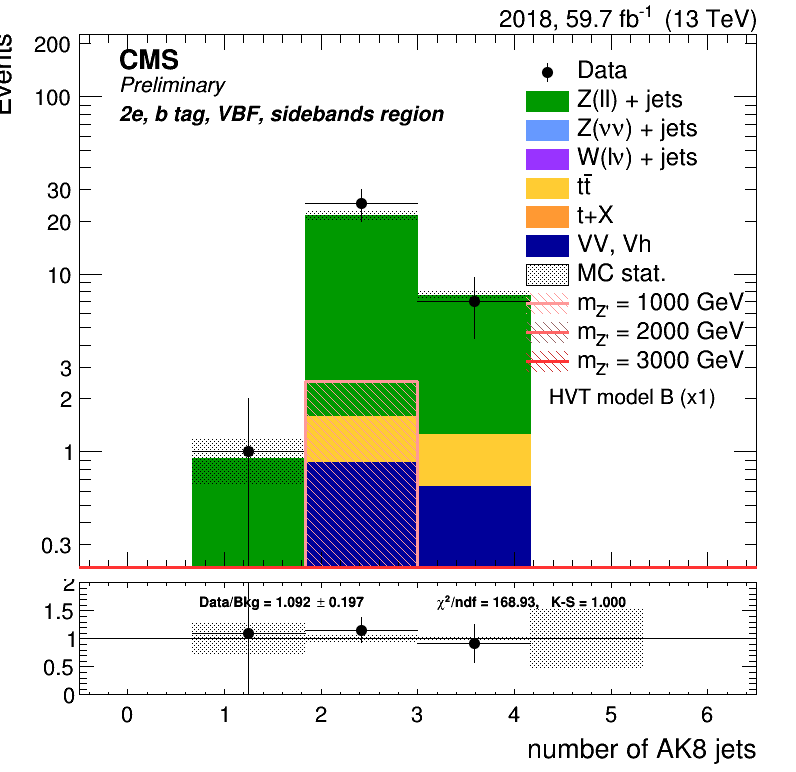 2018, 59.7 fb⁻¹ (13 TeV)
Events
CMS
Preliminary
2e, b tag, VBF, sidebands region
Data
Z(ll) + jets
Z(νν) + jets
W(lν) + jets
tt̄
t+X
VV, Vh
MC stat.
m_Z' = 1000 GeV
m_Z' = 2000 GeV
m_Z' = 3000 GeV
HVT model B (x1)
200
100
30
20
10
3
2
1
0.3
Data/Bkg = 1.092 ± 0.197
χ²/ndf = 168.93, K-S = 1.000
2
1.5
1
0.5
0
0 1 2 3 4 5 6
number of AK8 jets